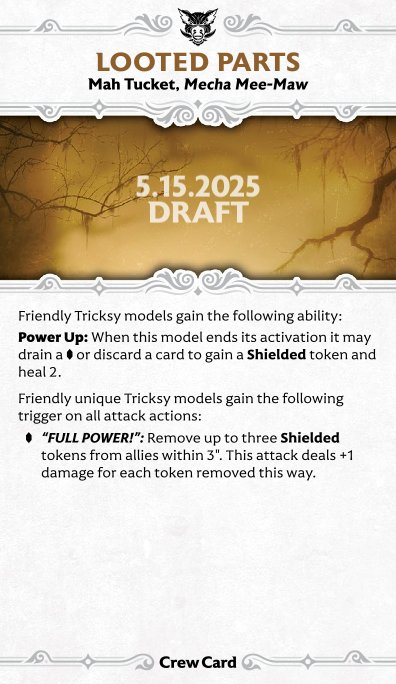 LOOTED PARTS
Mah Tucket, Mecha Mee-Maw
5.15.2025
DRAFT
Friendly Tricksy models gain the following ability:
Power Up: When this model ends its activation it may
drain a or discard a card to gain a Shielded token and
heal 2.
Friendly unique Tricksy models gain the following
trigger on all attack actions:
“FULL POWER!”: Remove up to three Shielded
tokens from allies within 3". This attack deals +1
damage for each token removed this way.
Crew Card